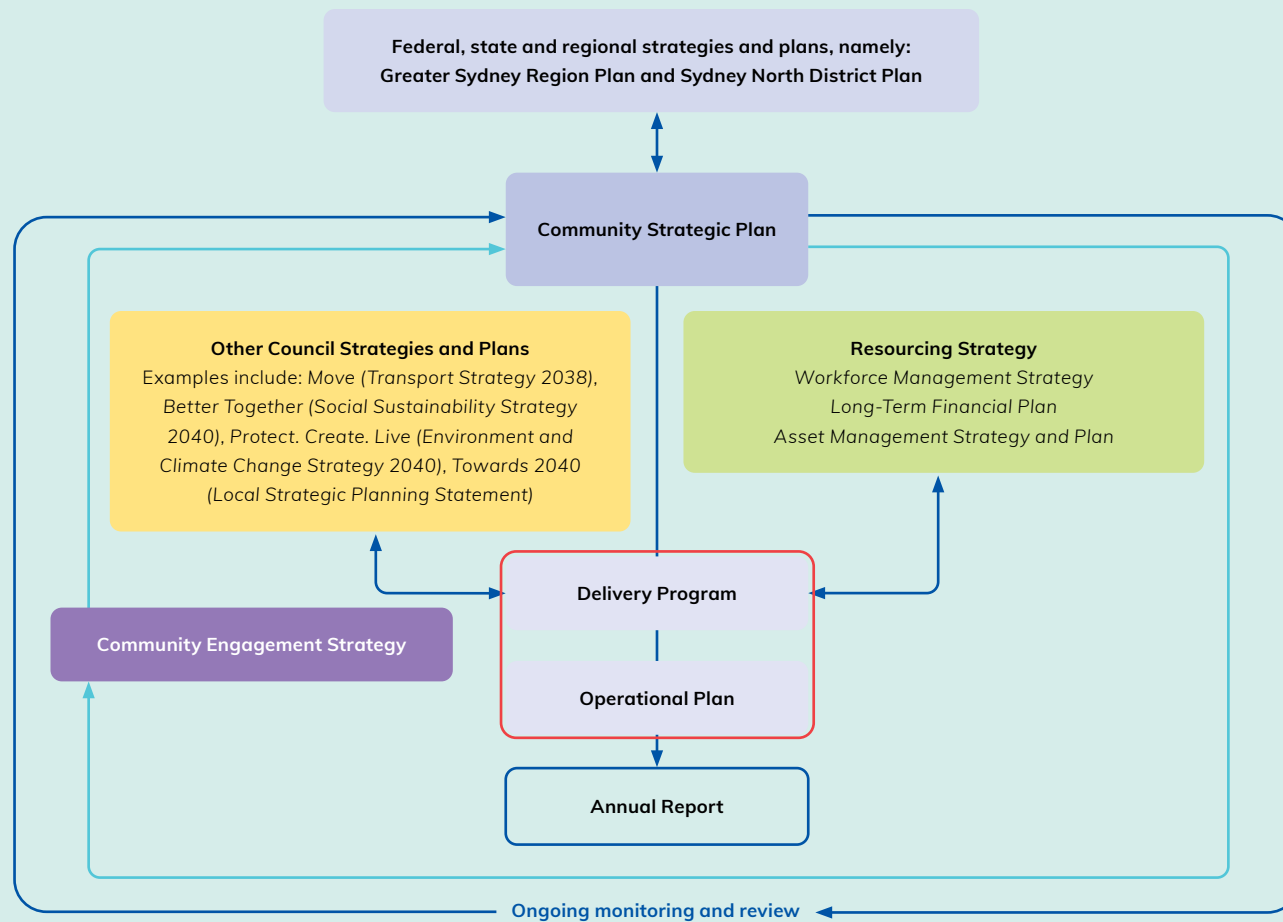 Federal, state and regional strategies and plans, namely:
Greater Sydney Region Plan and Sydney North District Plan
Community Strategic Plan
Other Council Strategies and Plans
Examples include: Move (Transport Strategy 2038),
Better Together (Social Sustainability Strategy
2040), Protect. Create. Live (Environment and
Climate Change Strategy 2040), Towards 2040
(Local Strategic Planning Statement)
Resourcing Strategy
Workforce Management Strategy
Long-Term Financial Plan
Asset Management Strategy and Plan
Delivery Program
Community Engagement Strategy
Operational Plan
Annual Report
Ongoing monitoring and review